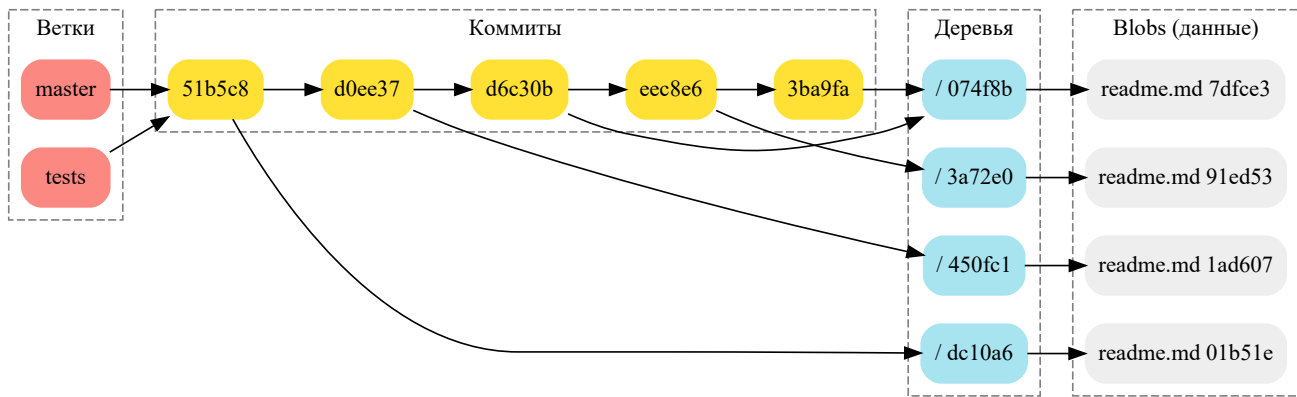 Ветки
Коммиты
Деревья
Blobs (данные)
master
51b5c8
d0ee37
d6c30b
eec8e6
3ba9fa
/ 074f8b
readme.md 7dfce3
tests
/ 3a72e0
readme.md 91ed53
/ 450fc1
readme.md 1ad607
/ dc10a6
readme.md 01b51e